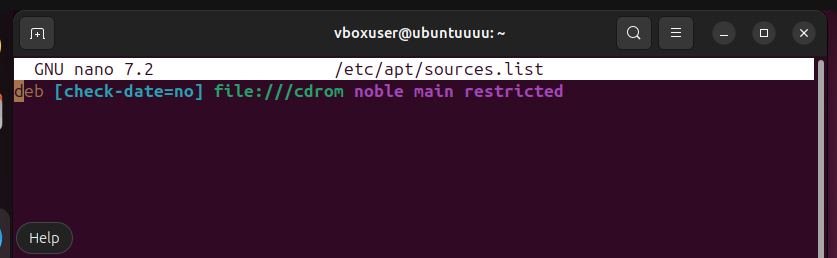 vboxuser@ubuntuuuu: ~
GNU nano 7.2 /etc/apt/sources.list
deb [check-date=no] file:///cdrom noble main restricted
Help